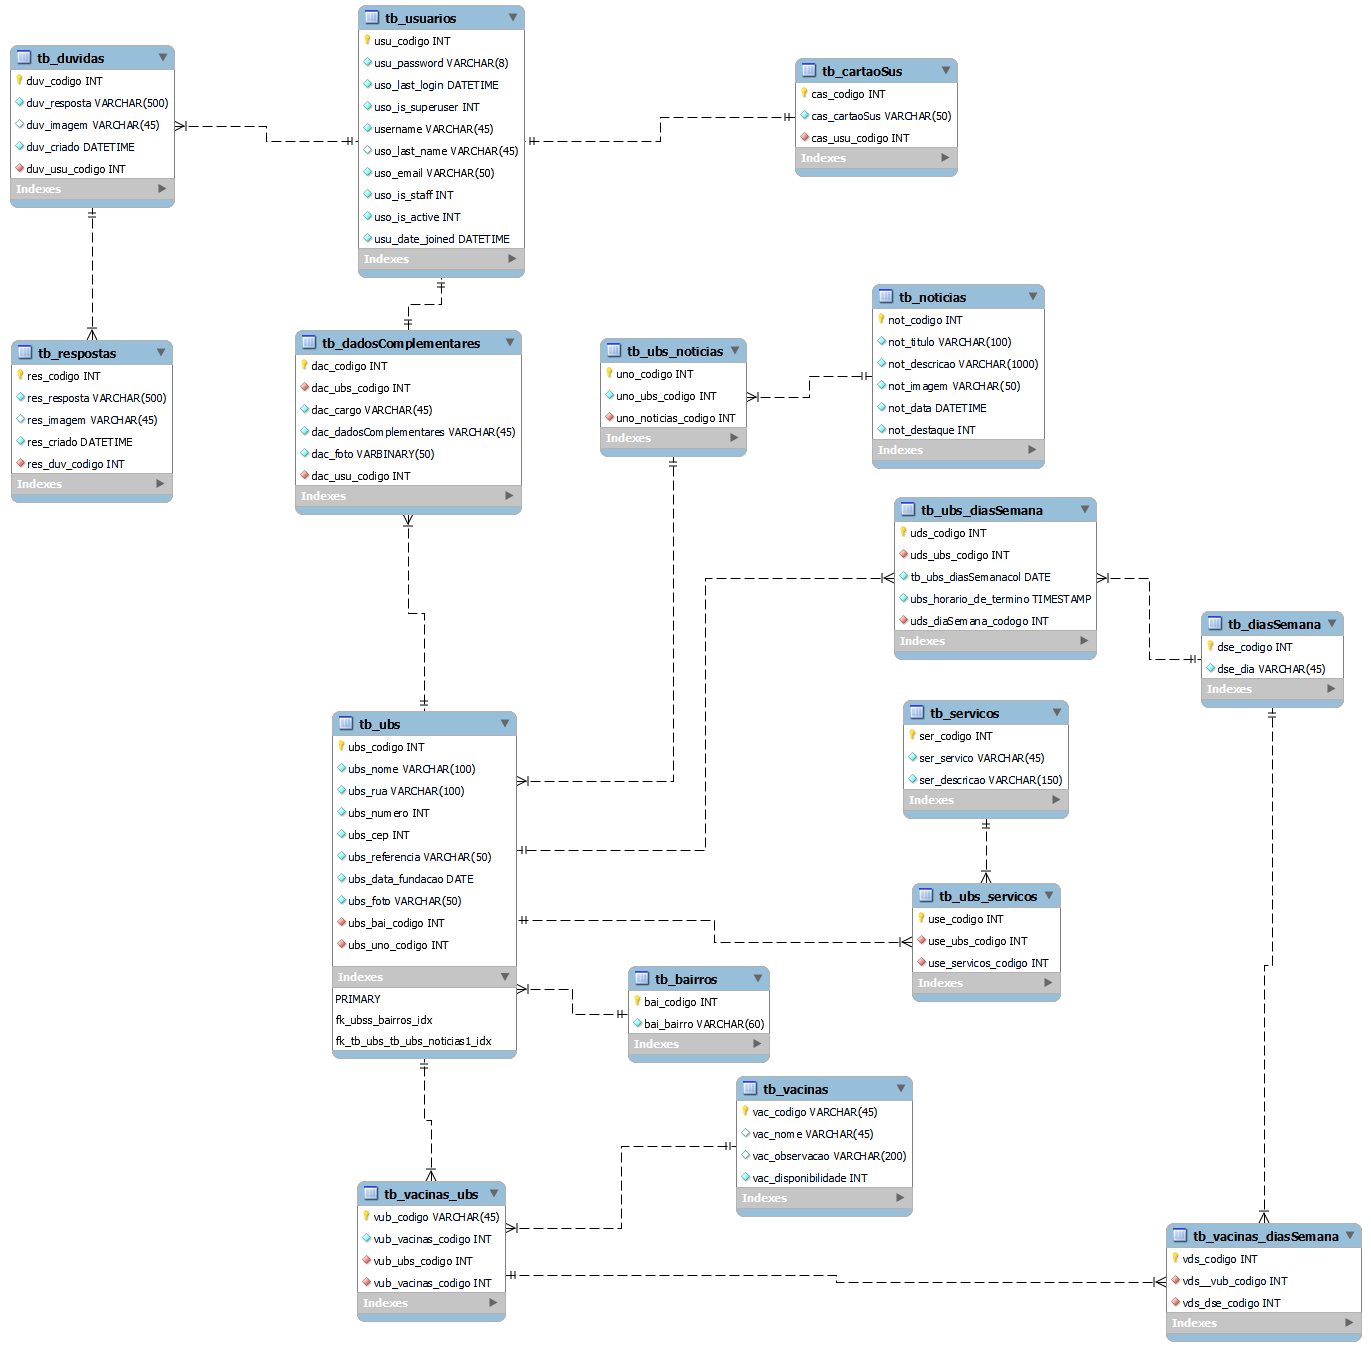 tb_usuarios
usu_codigo INT
usu_password VARCHAR(8)
uso_last_login DATETIME
uso_is_superuser INT
username VARCHAR(45)
uso_last_name VARCHAR(45)
uso_email VARCHAR(50)
uso_is_staff INT
uso_is_active INT
usu_date_joined DATETIME
Indexes
tb_duvidas
duv_codigo INT
duv_resposta VARCHAR(500)
duv_imagem VARCHAR(45)
duv_criado DATETIME
duv_usu_codigo INT
Indexes
tb_cartaoSus
cas_codigo INT
cas_cartaoSus VARCHAR(50)
cas_usu_codigo INT
Indexes
tb_respostas
res_codigo INT
res_resposta VARCHAR(500)
res_imagem VARCHAR(45)
res_criado DATETIME
res_duv_codigo INT
Indexes
tb_dadosComplementares
dac_codigo INT
dac_ubs_codigo INT
dac_cargo VARCHAR(45)
dac_dadosComplementares VARCHAR(45)
dac_foto VARBINARY(50)
dac_usu_codigo INT
Indexes
tb_ubs_noticias
uno_codigo INT
uno_ubs_codigo INT
uno_noticias_codigo INT
Indexes
tb_noticias
not_codigo INT
not_titulo VARCHAR(100)
not_descricao VARCHAR(1000)
not_imagem VARCHAR(50)
not_data DATETIME
not_destaque INT
Indexes
tb_ubs_diasSemana
uds_codigo INT
uds_ubs_codigo INT
tb_ubs_diasSemanacol DATE
ubs_horario_de_termino TIMESTAMP
uds_diaSemana_codogo INT
Indexes
tb_diasSemana
dse_codigo INT
dse_dia VARCHAR(45)
Indexes
tb_servicos
ser_codigo INT
ser_servico VARCHAR(45)
ser_descricao VARCHAR(150)
Indexes
tb_ubs
ubs_codigo INT
ubs_nome VARCHAR(100)
ubs_rua VARCHAR(100)
ubs_numero INT
ubs_cep INT
ubs_referencia VARCHAR(50)
ubs_data_fundacao DATE
ubs_foto VARCHAR(50)
ubs_bai_codigo INT
ubs_uno_codigo INT
Indexes
PRIMARY
fk_ubss_bairros_idx
fk_tb_ubs_tb_ubs_noticias1_idx
tb_ubs_servicos
use_codigo INT
use_ubs_codigo INT
use_servicos_codigo INT
Indexes
tb_bairros
bai_codigo INT
bai_bairro VARCHAR(60)
Indexes
tb_vacinas
vac_codigo VARCHAR(45)
vac_nome VARCHAR(45)
vac_observacao VARCHAR(200)
vac_disponibilidade INT
Indexes
tb_vacinas_ubs
vub_codigo VARCHAR(45)
vub_vacinas_codigo INT
vub_ubs_codigo INT
vub_vacinas_codigo INT
Indexes
tb_vacinas_diasSemana
vds_codigo INT
vds__vub_codigo INT
vds_dse_codigo INT
Indexes